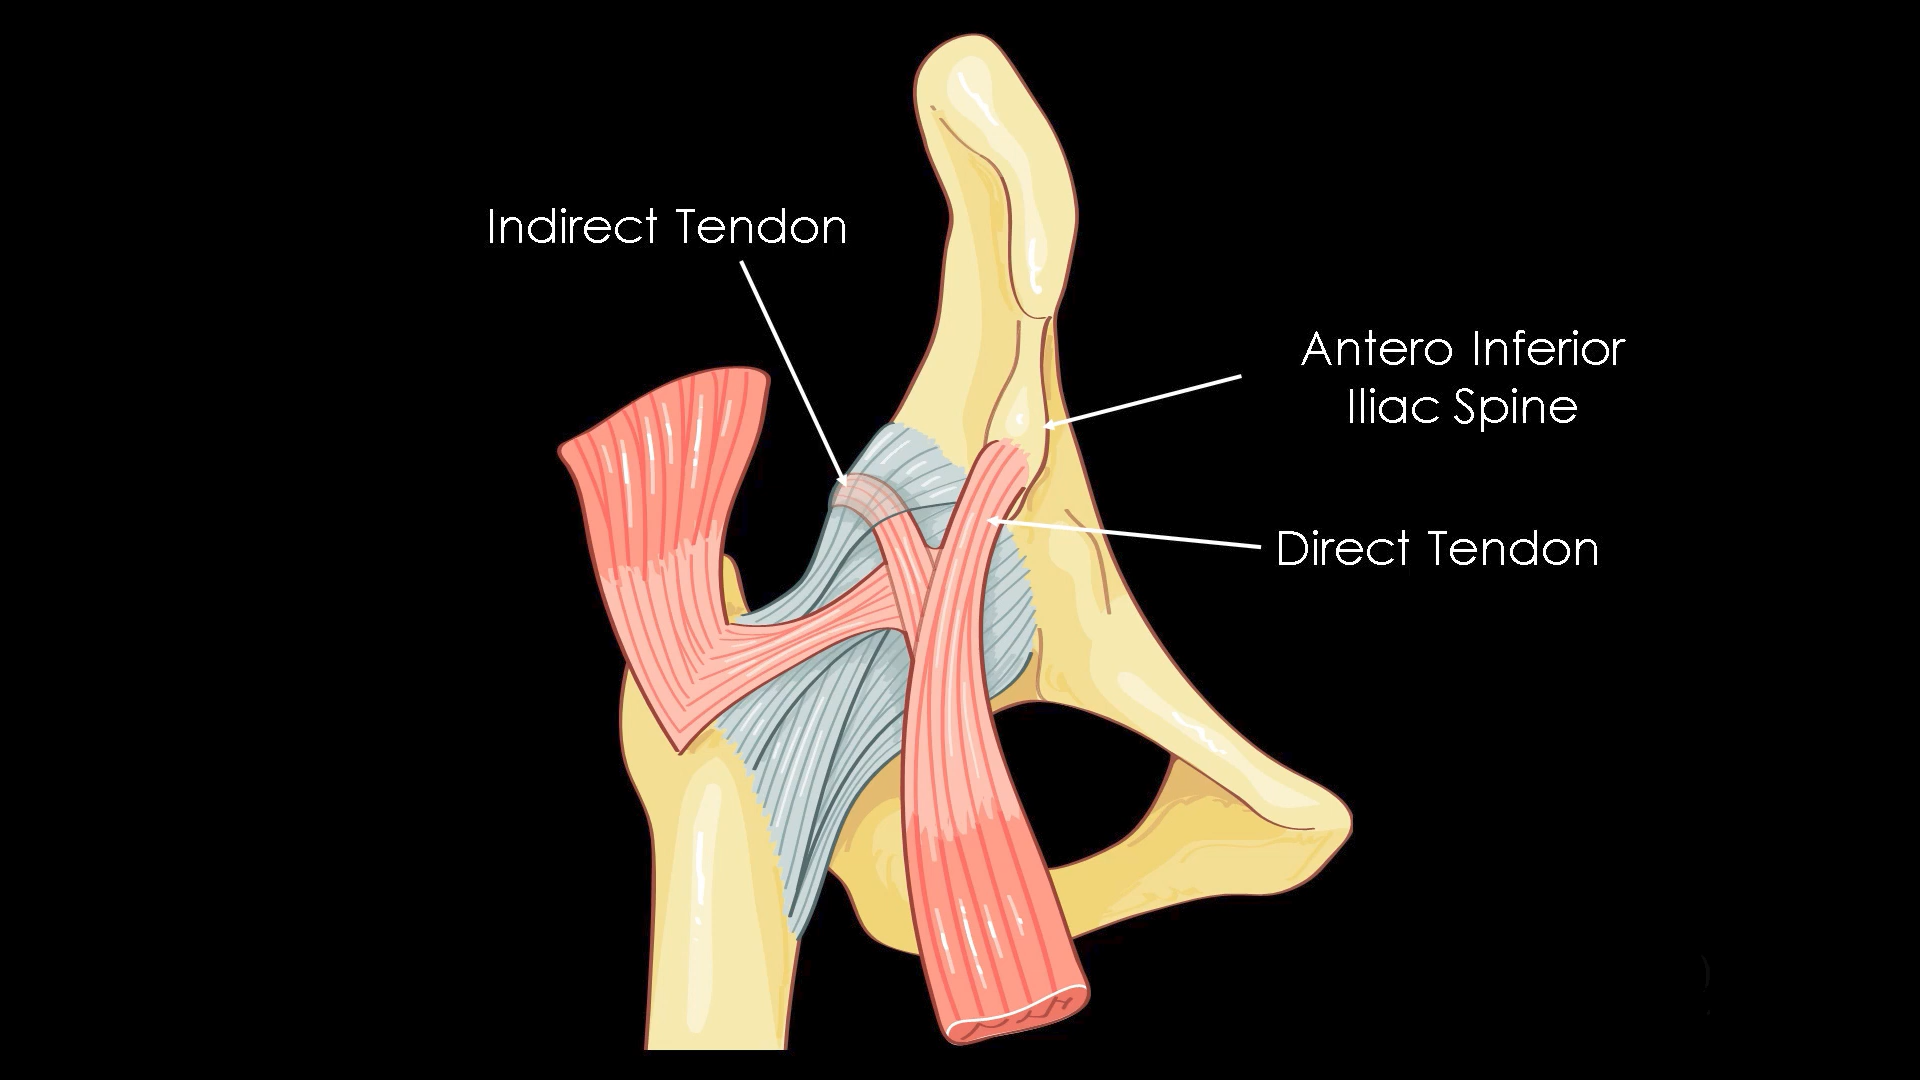 Indirect Tendon
Antero Inferior
Iliac Spine
Direct Tendon